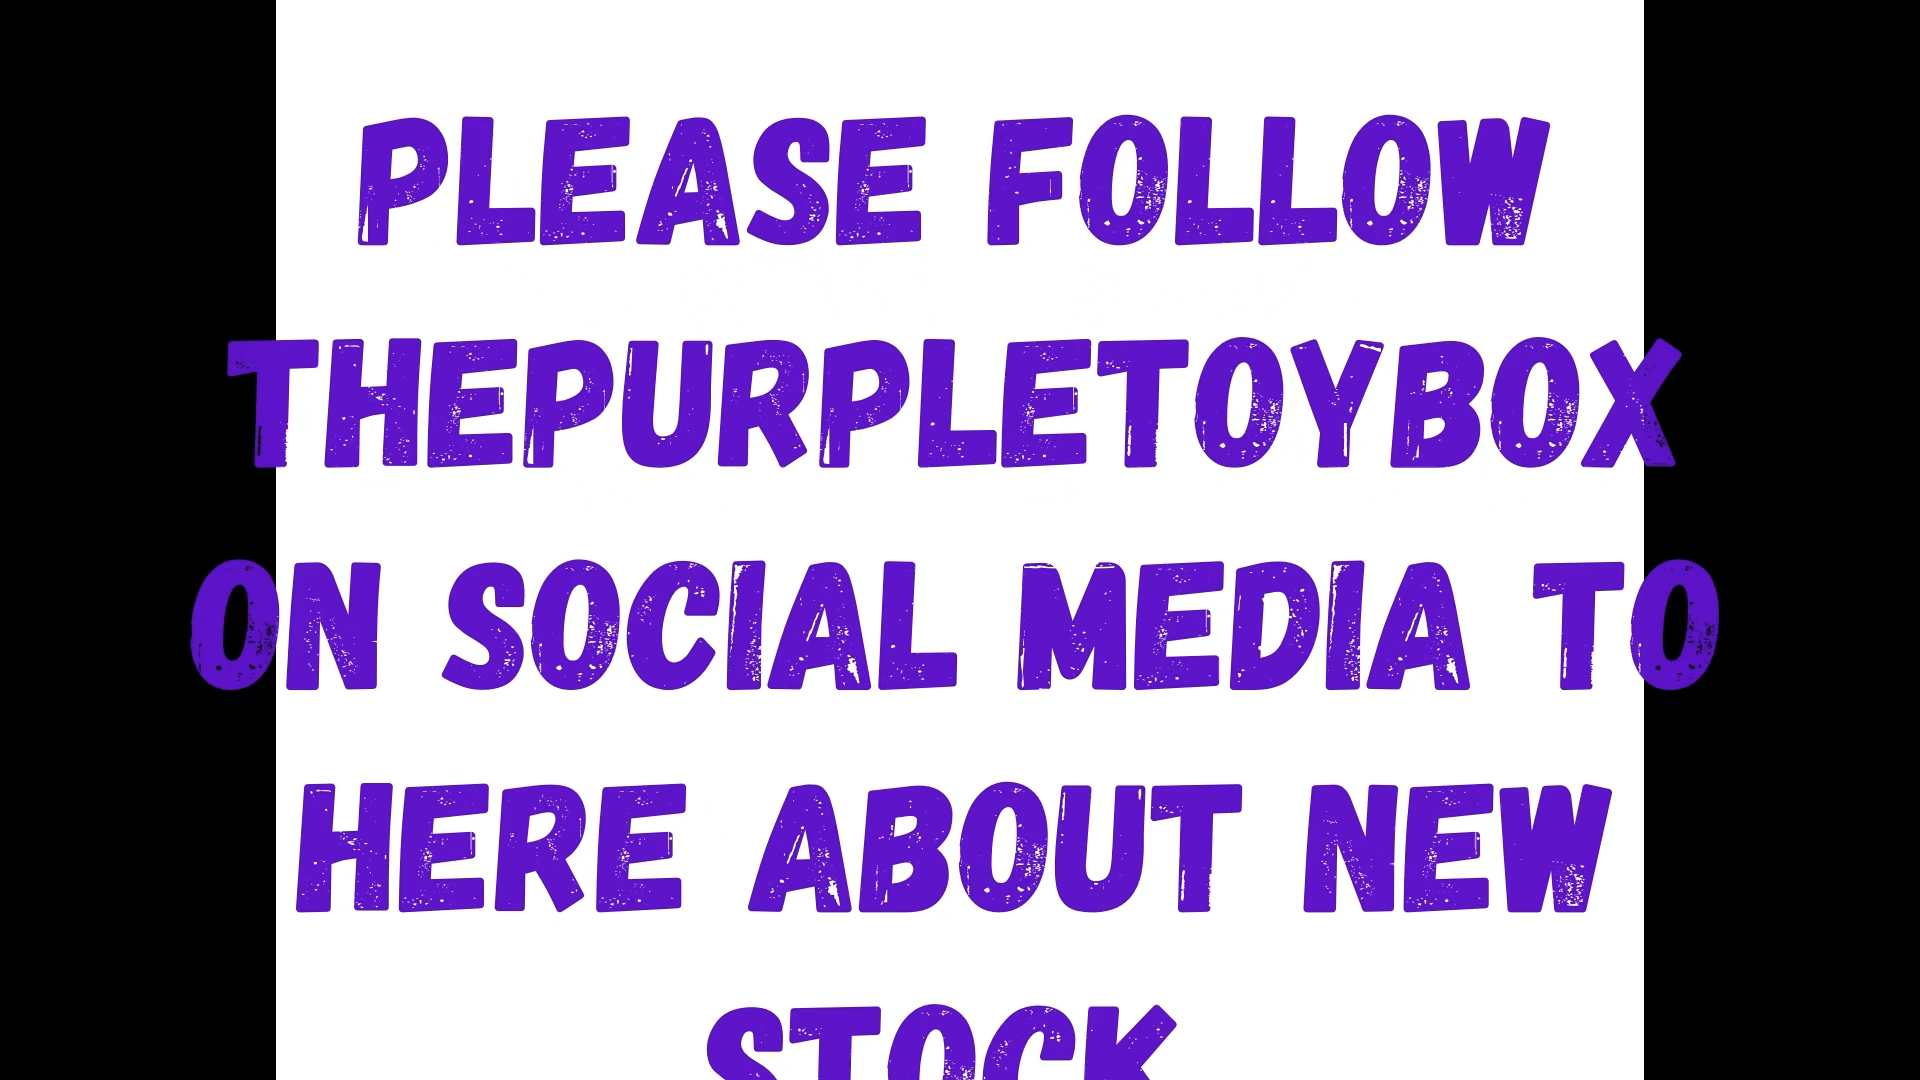 PLEASE FOLLOW
THEPURPLETOYBOX
ON SOCIAL MEDIA TO
HERE ABOUT NEW
STOCK